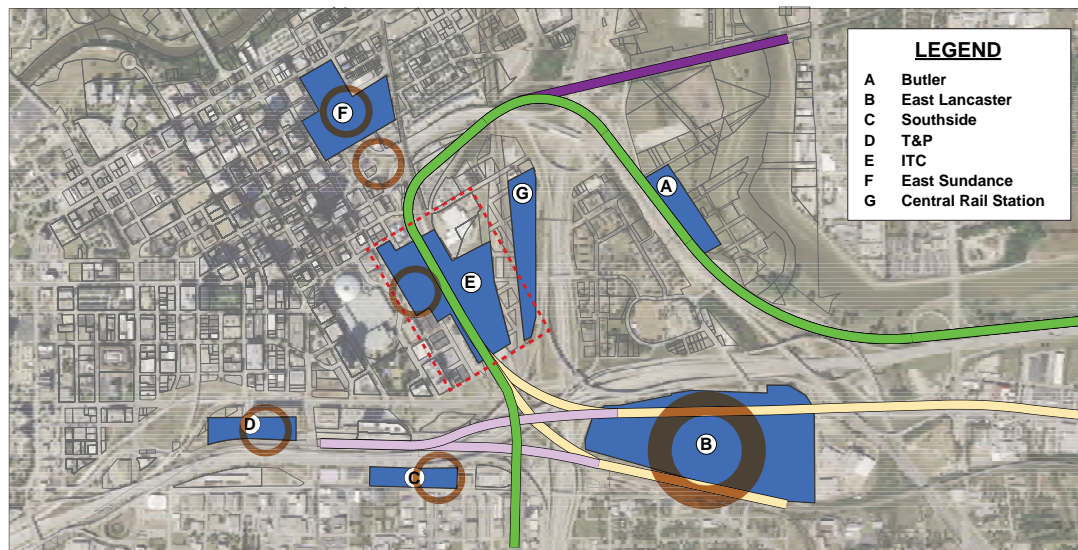 LEGEND
A Butler
B East Lancaster
C Southside
D T&P
E ITC
F East Sundance
G Central Rail Station
F
G
A
E
D
B
C